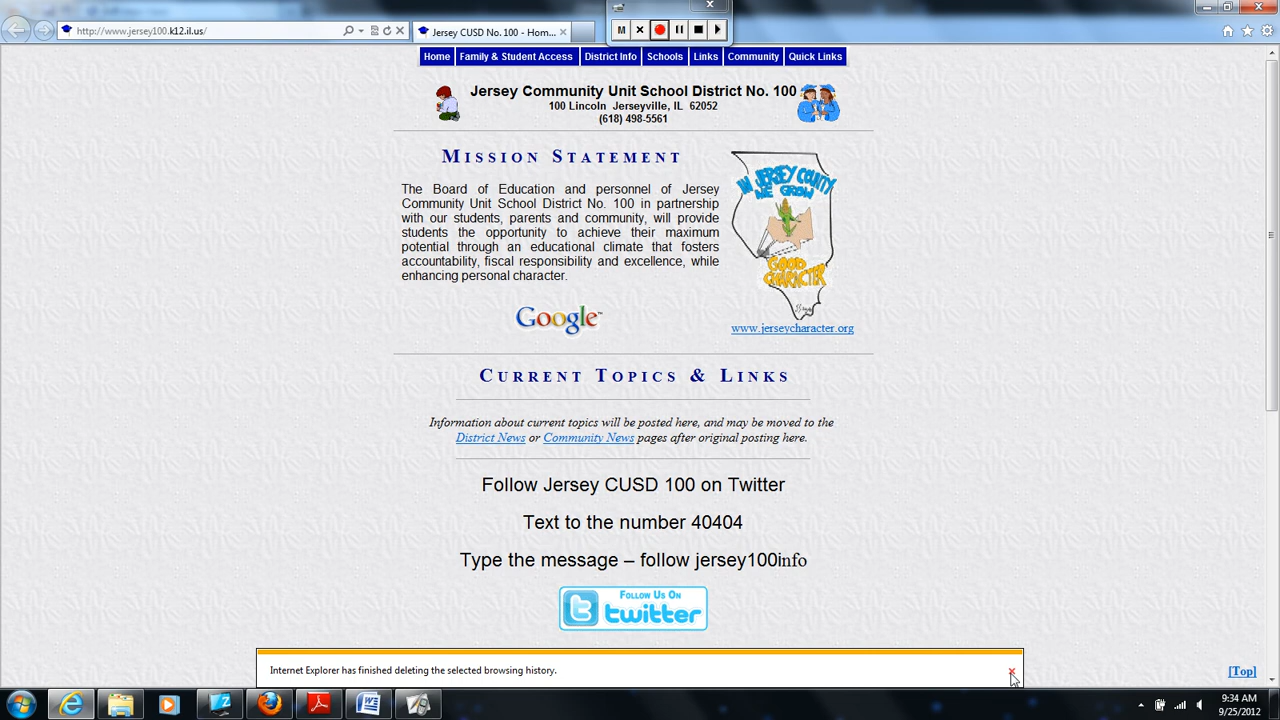 http://www.jersey100.k12.il.us/
Jersey CUSD No. 100 - Hom...
M
Home Family & Student Access District Info Schools Links Community Quick Links
Jersey Community Unit School District No. 100
100 Lincoln Jerseyville, IL 62052
(618) 498-5561
MISSION STATEMENT
The Board of Education and personnel of Jersey
Community Unit School District No. 100 in partnership
with our students, parents and community, will provide
students the opportunity to achieve their maximum
potential through an educational climate that fosters
accountability, fiscal responsibility and excellence, while
enhancing personal character.
IN JERSEY COUNTY
WE GROW
GOOD
CHARACTER
Google™
www.jerseycharacter.org
CURRENT TOPICS & LINKS
Information about current topics will be posted here, and may be moved to the
District News or Community News pages after original posting here.
Follow Jersey CUSD 100 on Twitter
Text to the number 40404
Type the message – follow jersey100info
FOLLOW US ON
twitter
Internet Explorer has finished deleting the selected browsing history.
[Top]
9:34 AM
9/25/2012